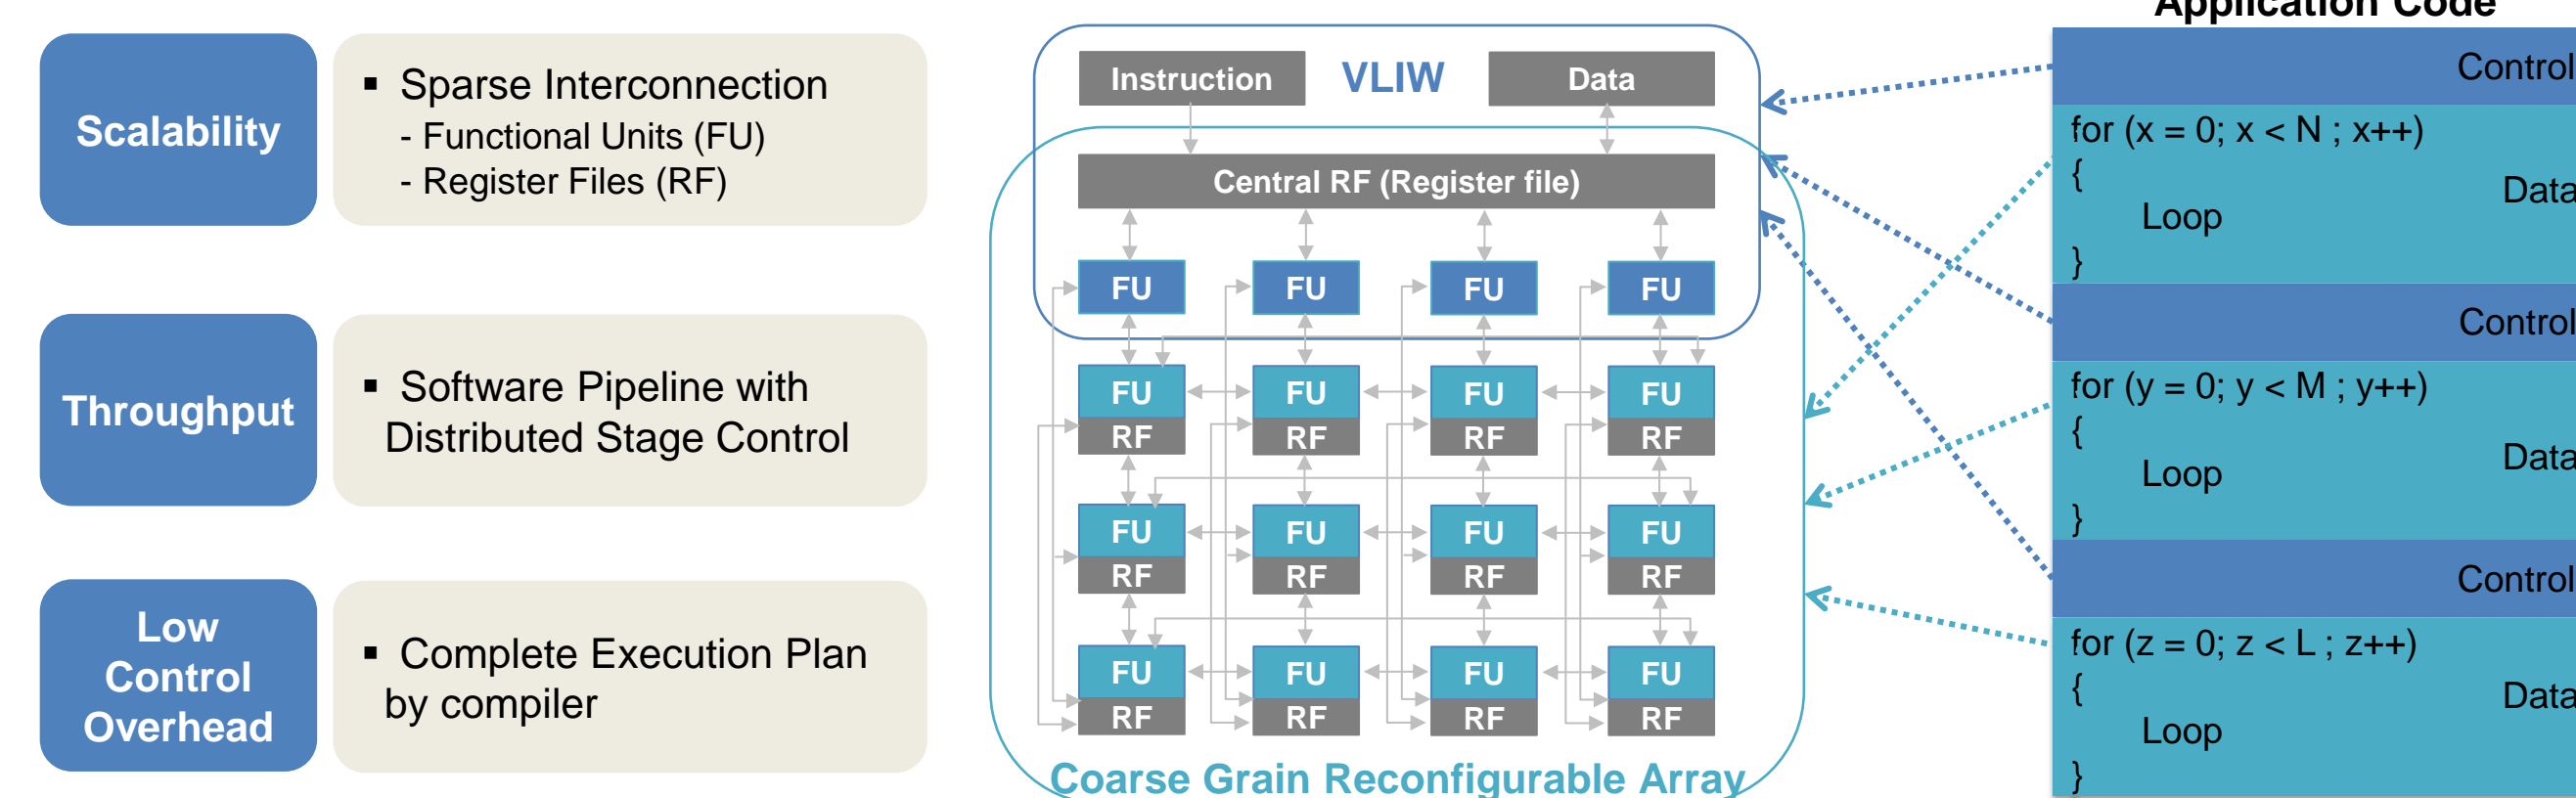 Scalability
▪ Sparse Interconnection
- Functional Units (FU)
- Register Files (RF)
Throughput
▪ Software Pipeline with
Distributed Stage Control
Low
Control
Overhead
▪ Complete Execution Plan
by compiler
Instruction
VLIW
Data
Central RF (Register file)
FU FU FU FU
FU FU FU FU
RF RF RF RF
FU FU FU FU
RF RF RF RF
FU FU FU FU
RF RF RF RF
Coarse Grain Reconfigurable Array
Application Code
Control
for (x = 0; x < N ; x++)
{
Data
Loop
}
Control
for (y = 0; y < M ; y++)
{
Data
Loop
}
Control
for (z = 0; z < L ; z++)
{
Data
Loop
}